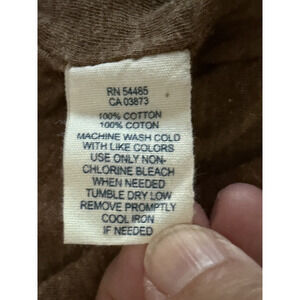 RN 54485
CA 03873
100% COTTON
100% COTON
MACHINE WASH COLD
WITH LIKE COLORS
USE ONLY NON-
CHLORINE BLEACH
WHEN NEEDED
TUMBLE DRY LOW
REMOVE PROMPTLY
COOL IRON
IF NEEDED